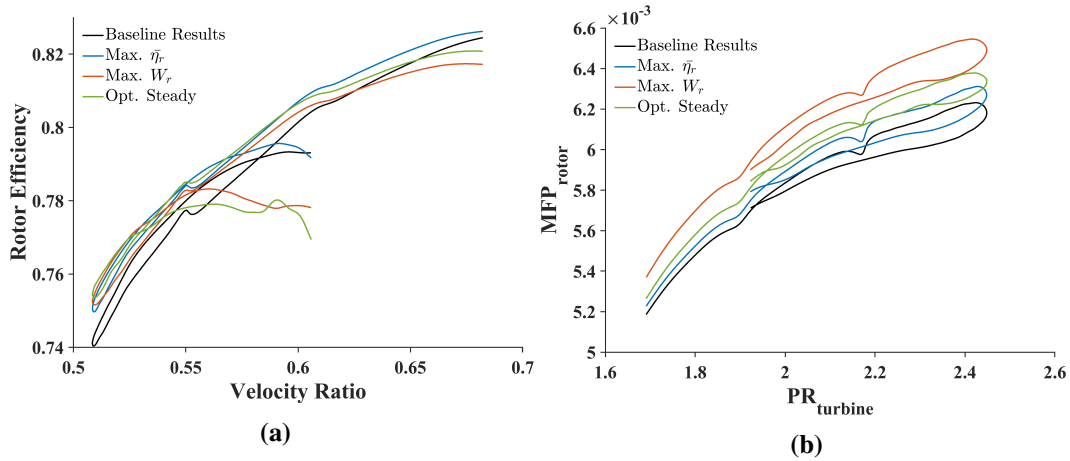 Baseline Results
Max. η̄r
Max. Wr
Opt. Steady
0.82
0.8
0.78
0.76
0.74
Rotor Efficiency
0.5
0.55
0.6
0.65
0.7
Velocity Ratio
(a)
×10⁻³
Baseline Results
Max. η̄r
Max. Wr
Opt. Steady
6.6
6.4
6.2
6
5.8
5.6
5.4
5.2
5
MFProtor
1.6
1.8
2
2.2
2.4
2.6
PRturbine
(b)